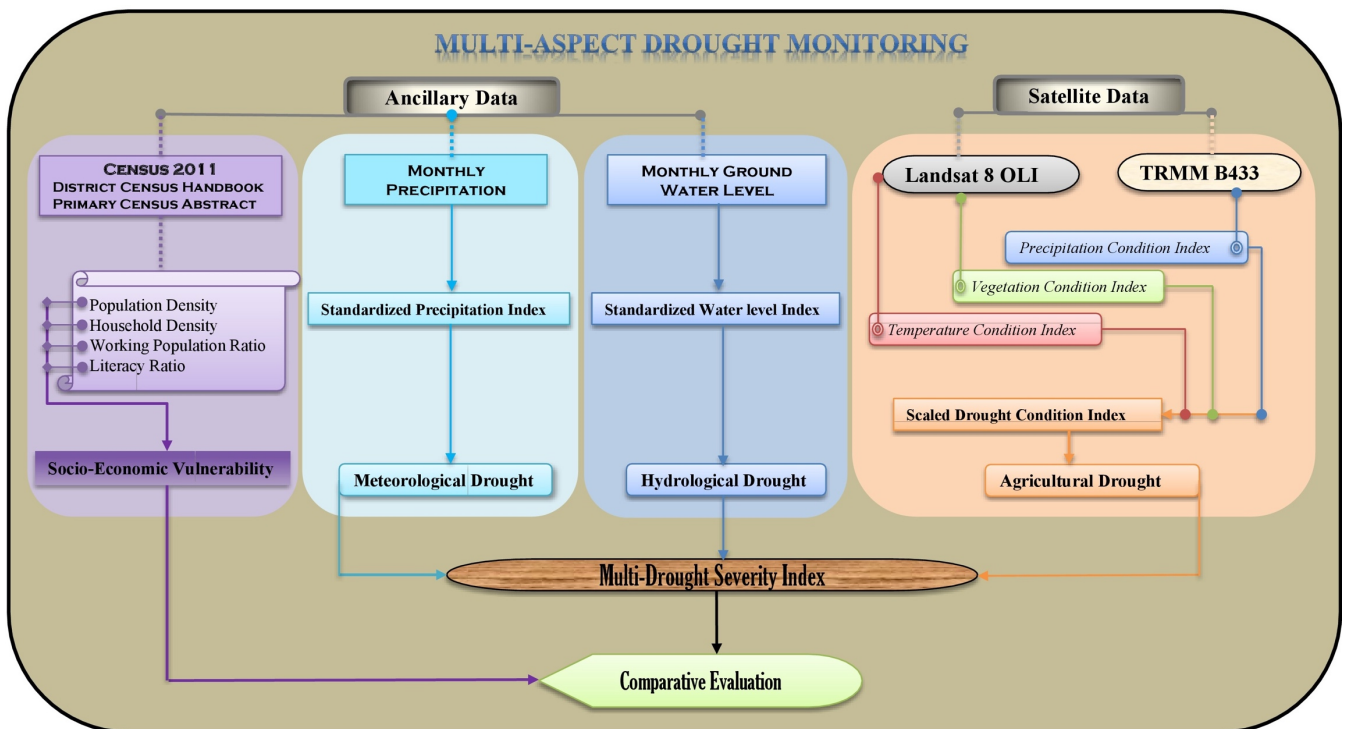 MULTI-ASPECT DROUGHT MONITORING
Ancillary Data
Satellite Data
CENSUS 2011
DISTRICT CENSUS HANDBOOK
PRIMARY CENSUS ABSTRACT
MONTHLY
PRECIPITATION
MONTHLY GROUND
WATER LEVEL
Landsat 8 OLI
TRMM B433
Precipitation Condition Index
Vegetation Condition Index
Temperature Condition Index
Population Density
Household Density
Working Population Ratio
Literacy Ratio
Standardized Precipitation Index
Standardized Water level Index
Scaled Drought Condition Index
Socio-Economic Vulnerability
Meteorological Drought
Hydrological Drought
Agricultural Drought
Multi-Drought Severity Index
Comparative Evaluation